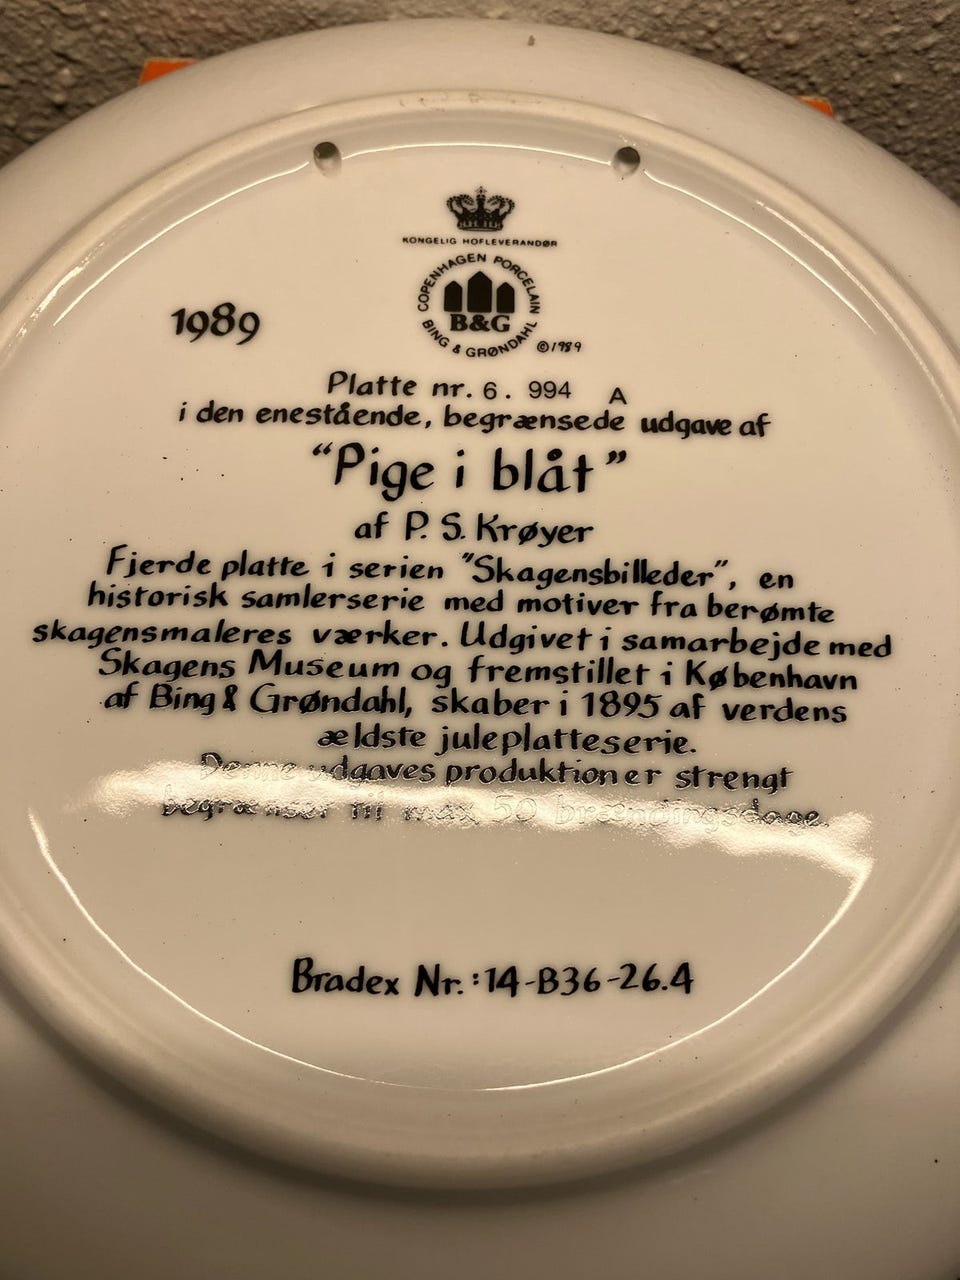 KONGELIG HOFLEVERANDØR
COPENHAGEN PORCELAIN
B&G
BING & GRØNDAHL
©1989
1989
Platte nr. 6. 994 A
i den enestående, begrænsede udgave af
"Pige i blåt"
af P. S. Krøyer
Fjerde platte i serien "Skagensbilleder", en
historisk samlerserie med motiver fra berømte
skagensmaleres værker. Udgivet i samarbejde med
Skagens Museum og fremstillet i København
af Bing & Grøndahl, skaber i 1895 af verdens
ældste juleplatteserie.
Denne udgaves produktion er strengt
begrænset til max 50 brændingsdage.
Bradex Nr.: 14-B36-26.4